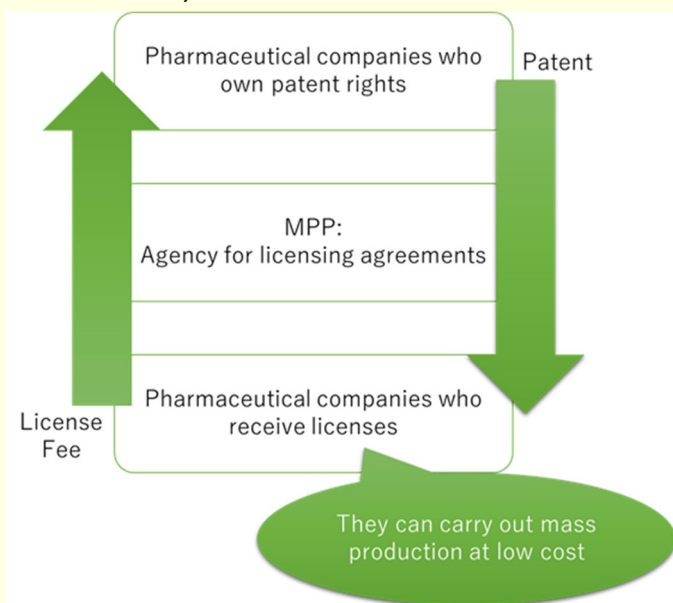 Pharmaceutical companies who
own patent rights
Patent
MPP:
Agency for licensing agreements
Pharmaceutical companies who
receive licenses
License
Fee
They can carry out mass
production at low cost